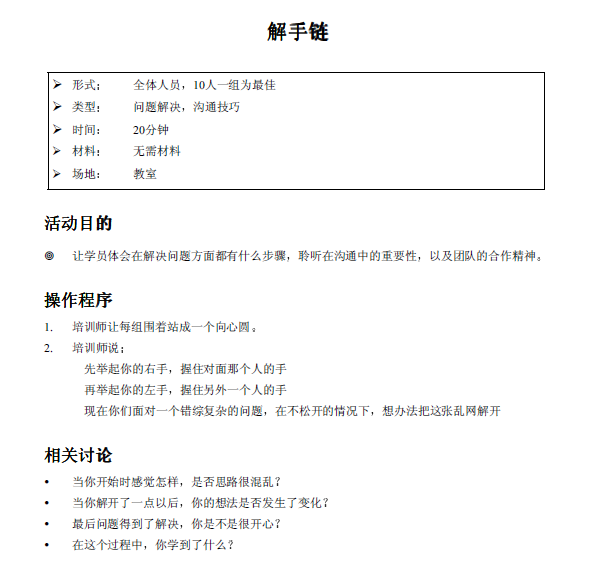 解手链
➢ 形式； 全体人员，10人一组为最佳
➢ 类型： 问题解决，沟通技巧
➢ 时间： 20分钟
➢ 材料： 无需材料
➢ 场地： 教室
活动目的
◎ 让学员体会在解决问题方面都有什么步骤，聆听在沟通中的重要性，以及团队的合作精神。
操作程序
1. 培训师让每组围着站成一个向心圆。
2. 培训师说；
先举起你的右手，握住对面那个人的手
再举起你的左手，握住另外一个人的手
现在你们面对一个错综复杂的问题，在不松开的情况下，想办法把这张乱网解开
相关讨论
• 当你开始时感觉怎样，是否思路很混乱？
• 当你解开了一点以后，你的想法是否发生了变化？
• 最后问题得到了解决，你是不是很开心？
• 在这个过程中，你学到了什么？